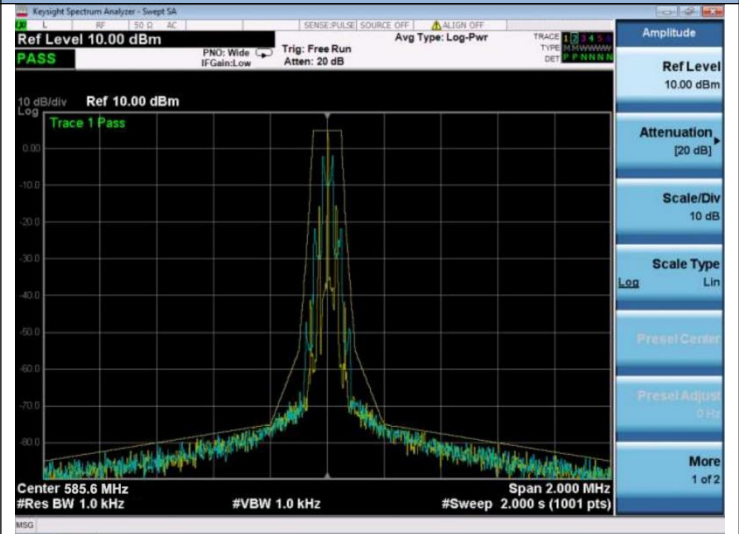 Keysight Spectrum Analyzer - Swept SA
L RF 50 Ω AC SENSE:PULSE SOURCE OFF ALIGN OFF
Ref Level 10.00 dBm Avg Type: Log-Pwr TRACE 1 2 3 4 5 6
PASS PNO: Wide Trig: Free Run TYPE M M W W W W
IFGain:Low Atten: 20 dB DET P P N N N N
10 dB/div Ref 10.00 dBm
Log
Trace 1 Pass
0.00
-10.0
-20.0
-30.0
-40.0
-50.0
-60.0
-70.0
-80.0
Center 585.6 MHz Span 2.000 MHz
#Res BW 1.0 kHz #VBW 1.0 kHz #Sweep 2.000 s (1001 pts)
MSG
Amplitude
Ref Level
10.00 dBm
Attenuation
[20 dB]
Scale/Div
10 dB
Scale Type
Log Lin
Presel Center
Presel Adjust
0 Hz
More
1 of 2